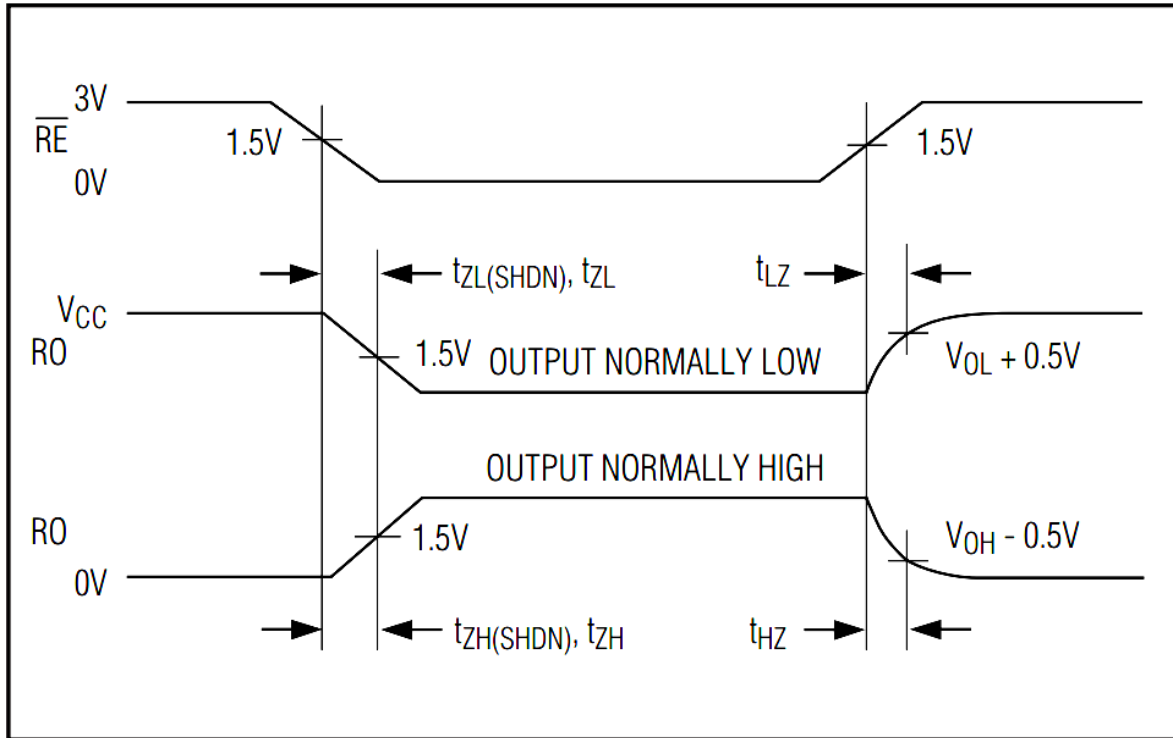 3V
R̅E̅ 1.5V 1.5V
0V
tZL(SHDN), tZL tLZ
VCC
RO 1.5V OUTPUT NORMALLY LOW VOL + 0.5V
OUTPUT NORMALLY HIGH
RO 1.5V VOH - 0.5V
0V
tZH(SHDN), tZH tHZ